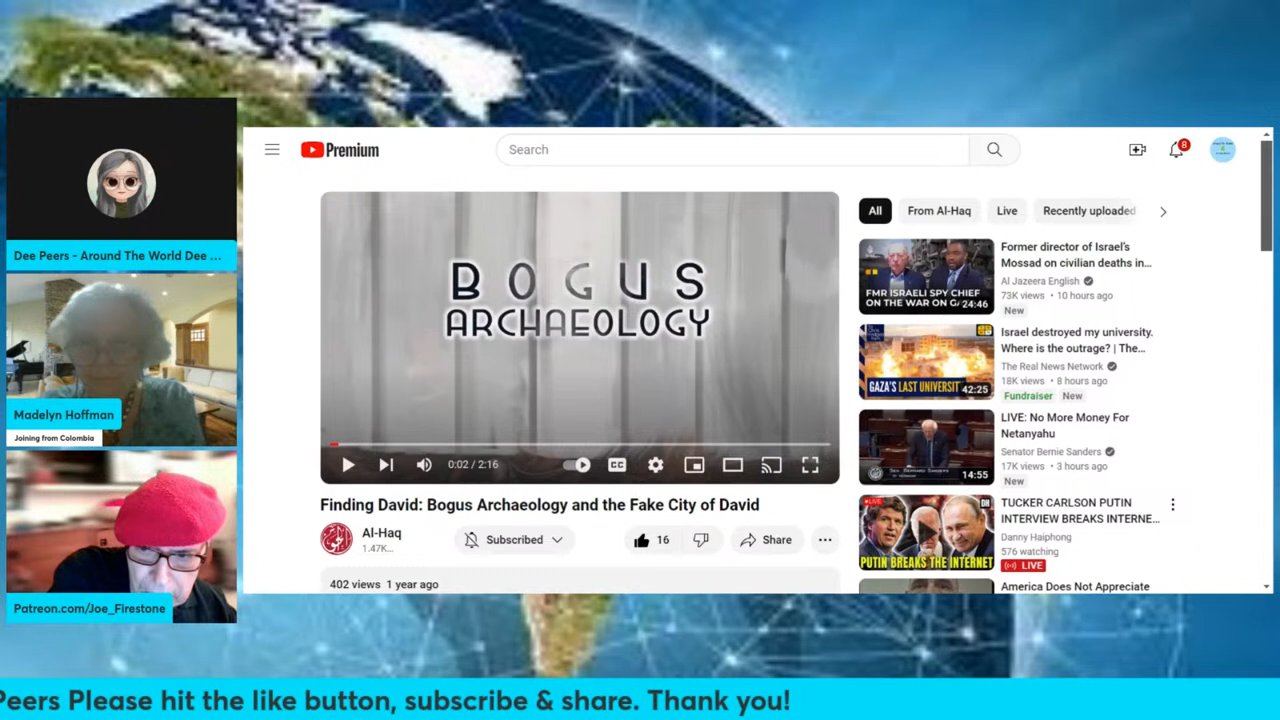 Dee Peers - Around The World Dee ...
Madelyn Hoffman
Joining from Colombia
Patreon.com/Joe_Firestone
Premium
Search
8
BOGUS
ARCHAEOLOGY
0:02 / 2:16
CC
Finding David: Bogus Archaeology and the Fake City of David
Al-Haq
1.47K...
Subscribed
16
Share
402 views 1 year ago
All
From Al-Haq
Live
Recently uploaded
FMR ISRAELI SPY CHIEF
ON THE WAR ON GA
24:46
Former director of Israel's
Mossad on civilian deaths in...
Al Jazeera English
73K views • 10 hours ago
New
GAZA'S LAST UNIVERSIT
42:25
Israel destroyed my university.
Where is the outrage? | The...
The Real News Network
18K views • 8 hours ago
Fundraiser
New
14:55
LIVE: No More Money For
Netanyahu
Senator Bernie Sanders
17K views • 3 hours ago
New
LIVE
DH
PUTIN BREAKS THE INTERNET
TUCKER CARLSON PUTIN
INTERVIEW BREAKS INTERNE...
Danny Haiphong
576 watching
LIVE
America Does Not Appreciate
Peers Please hit the like button, subscribe & share. Thank you!